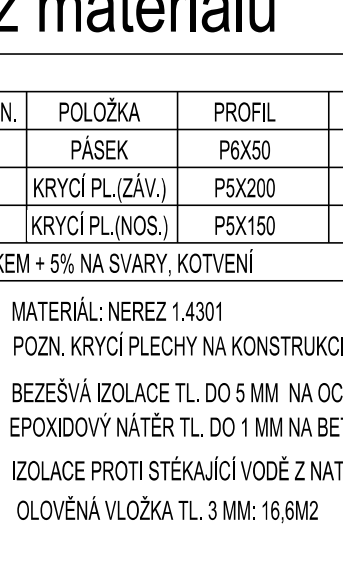 z materiálu
N. POLOŽKA PROFIL
PÁSEK P6X50
KRYCÍ PL.(ZÁV.) P5X200
KRYCÍ PL.(NOS.) P5X150
KEM + 5% NA SVARY, KOTVENÍ
MATERIÁL: NEREZ 1.4301
POZN. KRYCÍ PLECHY NA KONSTRUKCI
BEZEŠVÁ IZOLACE TL. DO 5 MM NA OC
EPOXIDOVÝ NÁTĚR TL. DO 1 MM NA BET
IZOLACE PROTI STÉKAJÍCÍ VODĚ Z NAT
OLOVĚNÁ VLOŽKA TL. 3 MM: 16,6M2